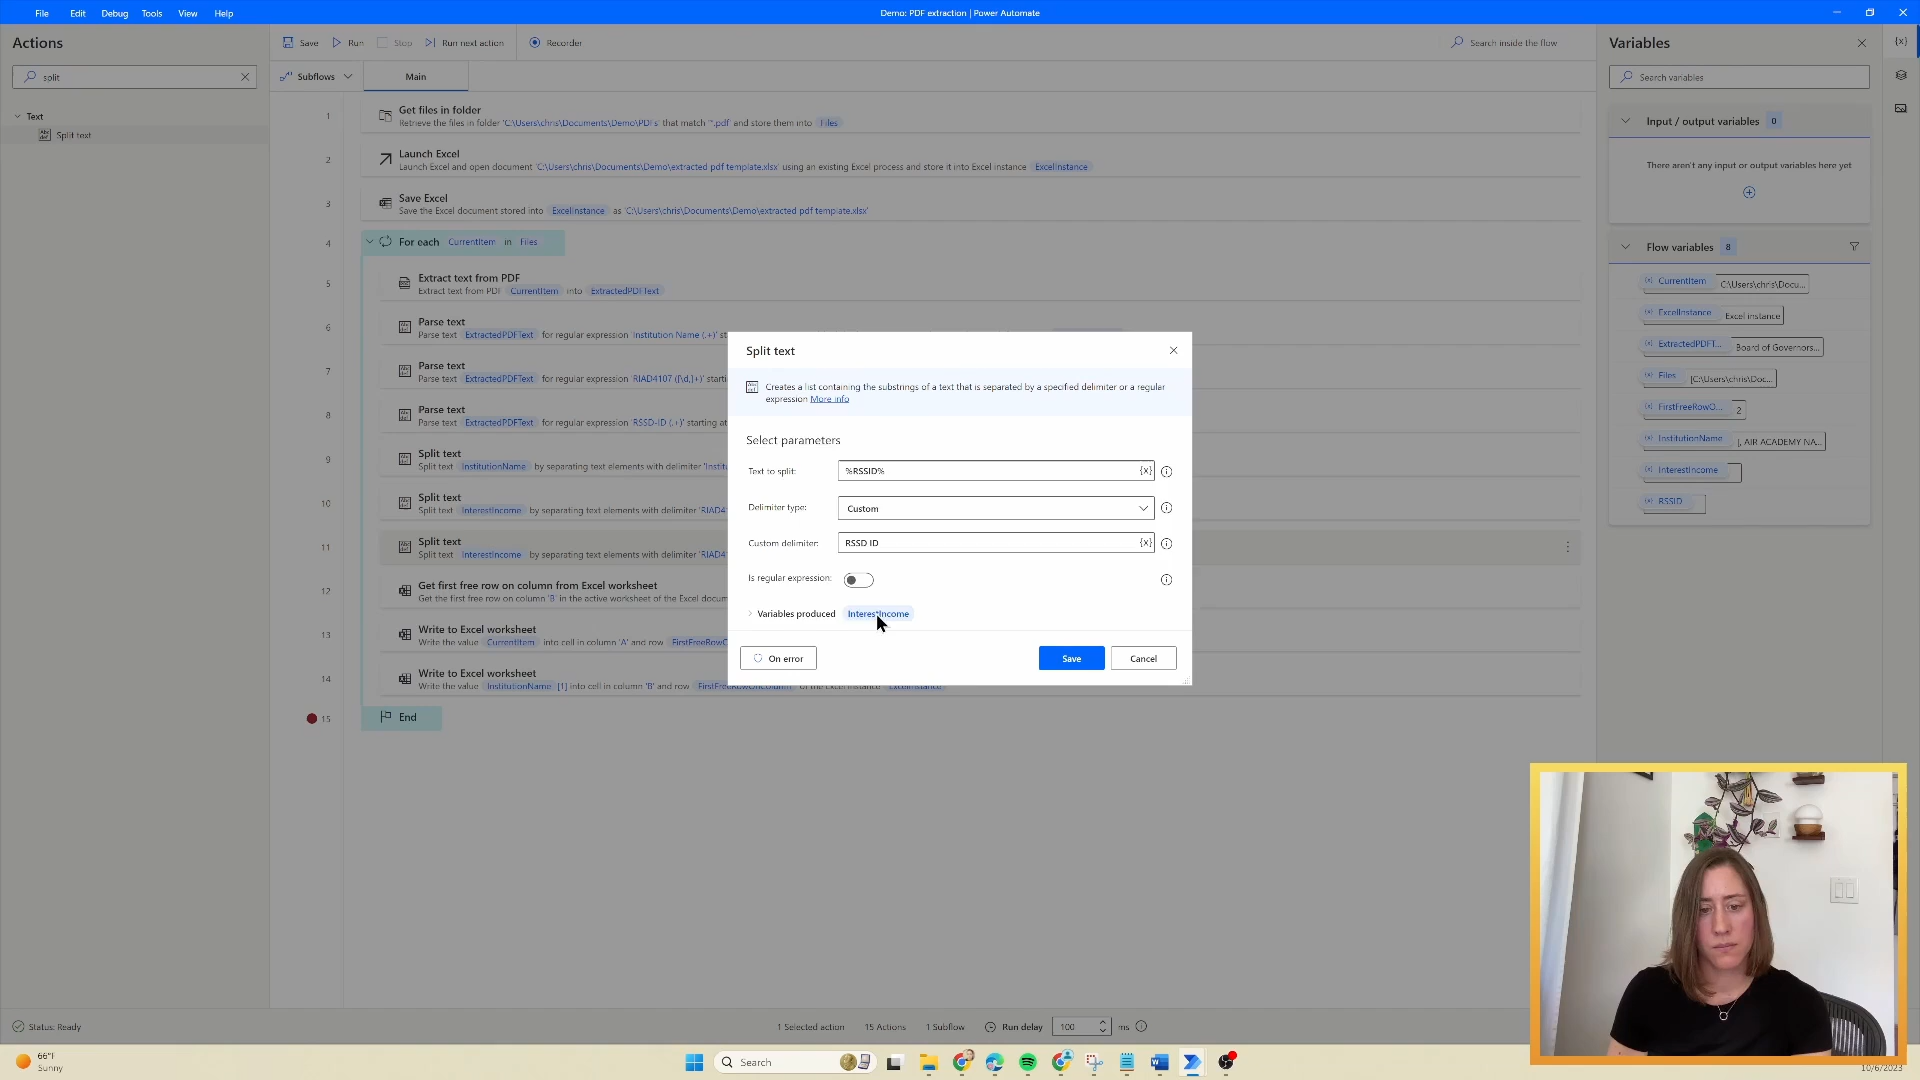 File Edit Debug Tools View Help
Demo: PDF extraction | Power Automate
Actions
split
Text
Split text
Save Run Stop Run next action Recorder
Search inside the flow
Subflows Main
1 Get files in folder
Retrieve the files in folder 'C:\Users\chris\Documents\Demo\PDFs' that match '*.pdf' and store them into Files
2 Launch Excel
Launch Excel and open document 'C:\Users\chris\Documents\Demo\extracted pdf template.xlsx' using an existing Excel process and store it into Excel instance ExcelInstance
3 Save Excel
Save the Excel document stored into ExcelInstance as 'C:\Users\chris\Documents\Demo\extracted pdf template.xlsx'
4 For each CurrentItem in Files
5 Extract text from PDF
Extract text from PDF CurrentItem into ExtractedPDFText
6 Parse text
Parse text ExtractedPDFText for regular expression 'Institution Name (.+)' st
7 Parse text
Parse text ExtractedPDFText for regular expression 'RIAD4107 ([\d,]+)' starti
8 Parse text
Parse text ExtractedPDFText for regular expression 'RSSD-ID (.+)' starting at
9 Split text
Split text InstitutionName by separating text elements with delimiter 'Instit
10 Split text
Split text InterestIncome by separating text elements with delimiter 'RIAD4
11 Split text
Split text InterestIncome by separating text elements with delimiter 'RIAD4
12 Get first free row on column from Excel worksheet
Get the first free row on column 'B' in the active worksheet of the Excel docum
13 Write to Excel worksheet
Write the value CurrentItem into cell in column 'A' and row FirstFreeRowO
14 Write to Excel worksheet
Write the value InstitutionName [1] into cell in column 'B' and row FirstFreeRowOnColumn of the Excel instance ExcelInstance
15 End
Split text
Creates a list containing the substrings of a text that is separated by a specified delimiter or a regular
expression More info
Select parameters
Text to split: %RSSID% {x}
Delimiter type: Custom
Custom delimiter: RSSD ID {x}
Is regular expression:
Variables produced InterestIncome
On error Save Cancel
Variables
{x}
Search variables
Input / output variables 0
There aren't any input or output variables here yet
Flow variables 8
CurrentItem C:\Users\chris\Docu...
ExcelInstance Excel instance
ExtractedPDFT... Board of Governors...
Files [C:\Users\chris\Doc...
FirstFreeRowO... 2
InstitutionName [, AIR ACADEMY NA...
InterestIncome
RSSID
Status: Ready
1 Selected action 15 Actions 1 Subflow Run delay 100 ms
66°F
Sunny
Search
10/6/2023